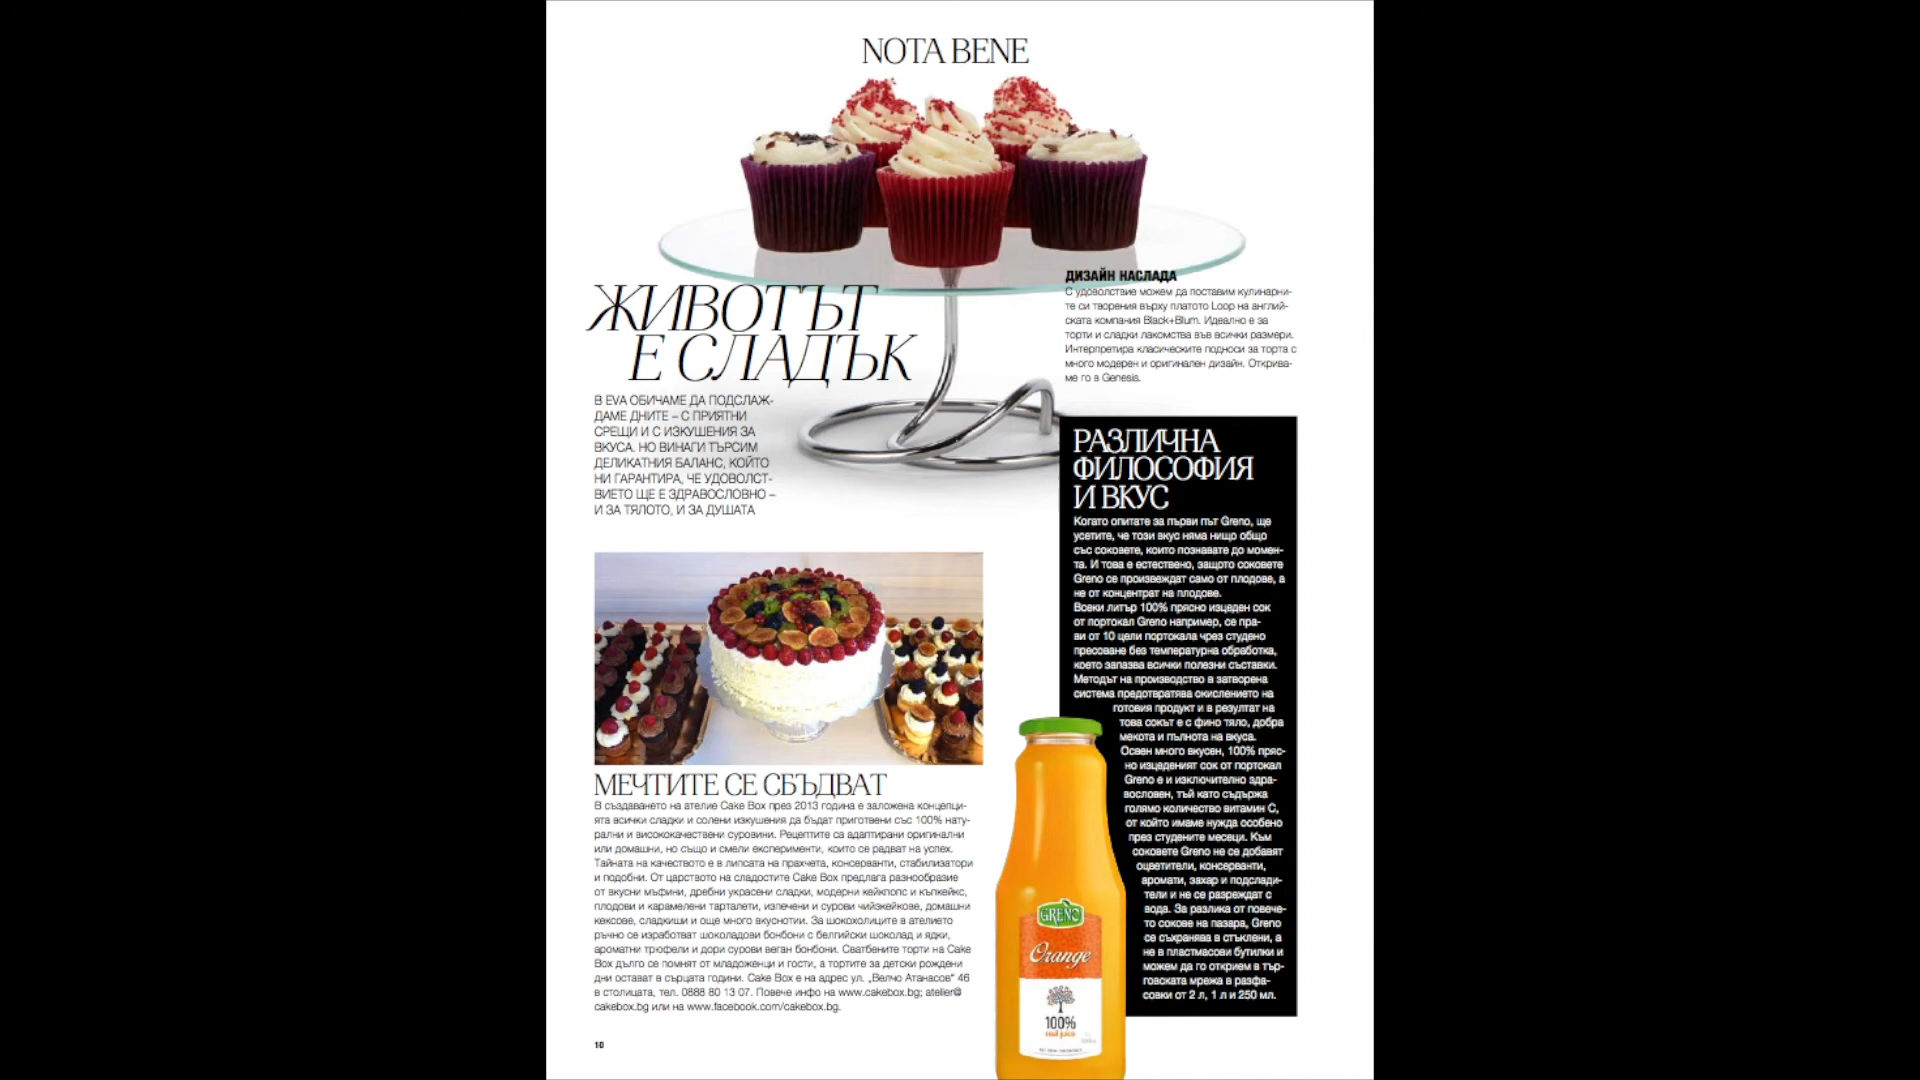 NOTA BENE
ЖИВОТЪТ
Е СЛАДЪК
В EVA ОБИЧАМЕ ДА ПОДСЛАЖ-
ДАМЕ ДНИТЕ – С ПРИЯТНИ
СРЕЩИ И С ИЗКУШЕНИЯ ЗА
ВКУСА. НО ВИНАГИ ТЪРСИМ
ДЕЛИКАТНИЯ БАЛАНС, КОЙТО
НИ ГАРАНТИРА, ЧЕ УДОВОЛСТ-
ВИЕТО ЩЕ Е ЗДРАВОСЛОВНО –
И ЗА ТЯЛОТО, И ЗА ДУШАТА
ДИЗАЙН НАСЛАДА
С удоволствие можем да поставим кулинарни-
те си творения върху платото Loop на англий-
ската компания Black+Blum. Идеално е за
торти и сладки лакомства във всички размери.
Интерпретира класическите подноси за торта с
много модерен и оригинален дизайн. Открива-
ме го в Genesis.
МЕЧТИТЕ СЕ СБЪДВАТ
В създаването на ателие Cake Box през 2013 година е заложена концепци-
ята всички сладки и солени изкушения да бъдат приготвени със 100% нату-
рални и висококачествени суровини. Рецептите са адаптирани оригинални
или домашни, но също и смели експерименти, които се радват на успех.
Тайната на качеството е в липсата на прахчета, консерванти, стабилизатори
и подобни. От царството на сладостите Cake Box предлага разнообразие
от вкусни мъфини, дребни украсени сладки, модерни кейкпопс и къпкейкс,
плодови и карамелени тарталети, изпечени и сурови чийзкейкове, домашни
кексове, сладкиши и още много вкуснотии. За шокохолиците в ателието
ръчно се изработват шоколадови бонбони с белгийски шоколад и ядки,
ароматни трюфели и дори сурови веган бонбони. Сватбените торти на Cake
Box дълго се помнят от младоженци и гости, а тортите за детски рождени
дни остават в сърцата години. Cake Box е на адрес ул. „Велчо Атанасов“ 46
в столицата, тел. 0888 80 13 07. Повече инфо на www.cakebox.bg; atelier@
cakebox.bg или на www.facebook.com/cakebox.bg.
РАЗЛИЧНА
ФИЛОСОФИЯ
И ВКУС
Когато опитате за първи път Greno, ще
усетите, че този вкус няма нищо общо
със соковете, които познавате до момен-
та. И това е естествено, защото соковете
Greno се произвеждат само от плодове, а
не от концентрат на плодове.
Всеки литър 100% прясно изцеден сок
от портокал Greno например, се пра-
ви от 10 цели портокала чрез студено
пресоване без температурна обработка,
което запазва всички полезни съставки.
Методът на производство в затворена
система предотвратява окислението на
готовия продукт и в резултат на
това сокът е с фино тяло, добра
мекота и пълнота на вкуса.
Освен много вкусен, 100% пряс-
но изцеденият сок от портокал
Greno е и изключително здра-
вословен, тъй като съдържа
голямо количество витамин С,
от който имаме нужда особено
през студените месеци. Към
соковете Greno не се добавят
оцветители, консерванти,
аромати, захар и подслади-
тели и не се разреждат с
вода. За разлика от повече-
то сокове на пазара, Greno
се съхранява в стъклени, а
не в пластмасови бутилки и
можем да го открием в тър-
говската мрежа в разфа-
совки от 2 л, 1 л и 250 мл.
GRENO
Orange
100%
real juice
10